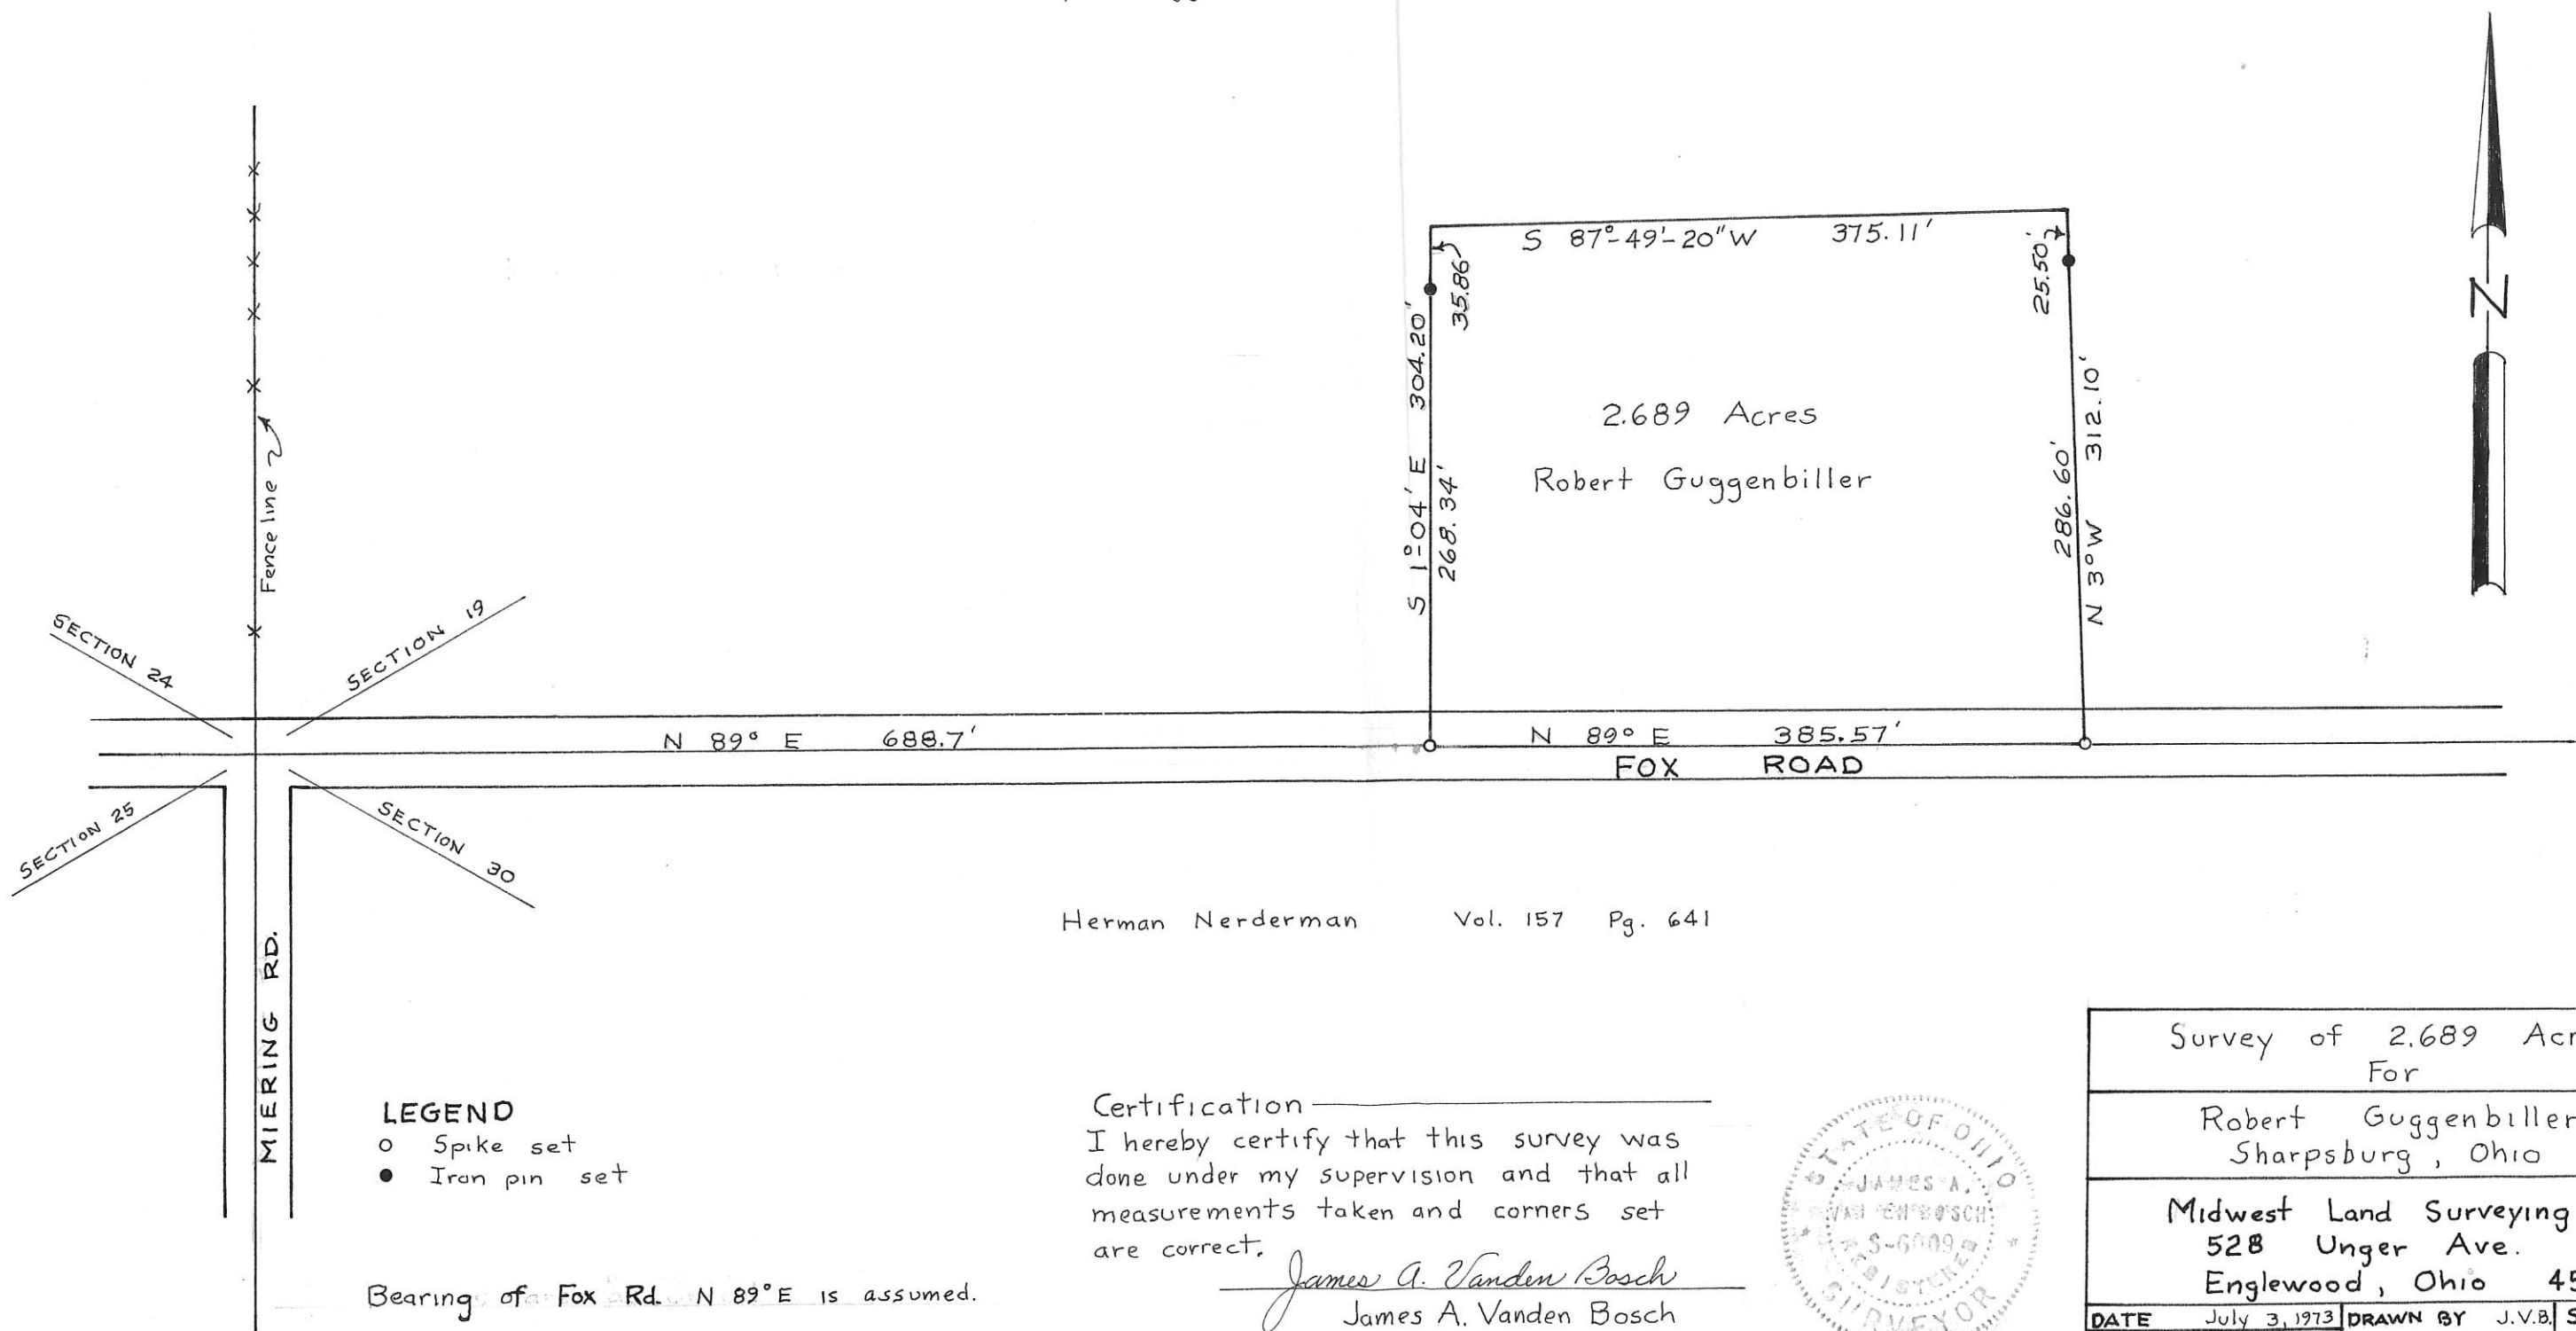 S 87°-49'-20"W 375.11'
35.86'
25.50'
S 1°-04' E 304.20'
268.34'
2.689 Acres
Robert Guggenbiller
286.60'
N 3°W 312.10'
N
Fence line
SECTION 24
SECTION 19
N 89° E 688.7'
N 89° E 385.57'
FOX ROAD
SECTION 25
SECTION 30
MIERING RD.
Herman Nerderman Vol. 157 Pg. 641
LEGEND
Spike set
Iron pin set
Bearing of Fox Rd. N 89°E is assumed.
Certification
I hereby certify that this survey was
done under my supervision and that all
measurements taken and corners set
are correct.
James A. Vanden Bosch
James A. Vanden Bosch
STATE OF OHIO
JAMES A.
VANDEN BOSCH
REGISTERED
SURVEYOR
Survey of 2.689 Acr
For
Robert Guggenbiller
Sharpsburg, Ohio
Midwest Land Surveying
528 Unger Ave.
Englewood, Ohio 45
DATE July 3, 1973 DRAWN BY J.V.B. S